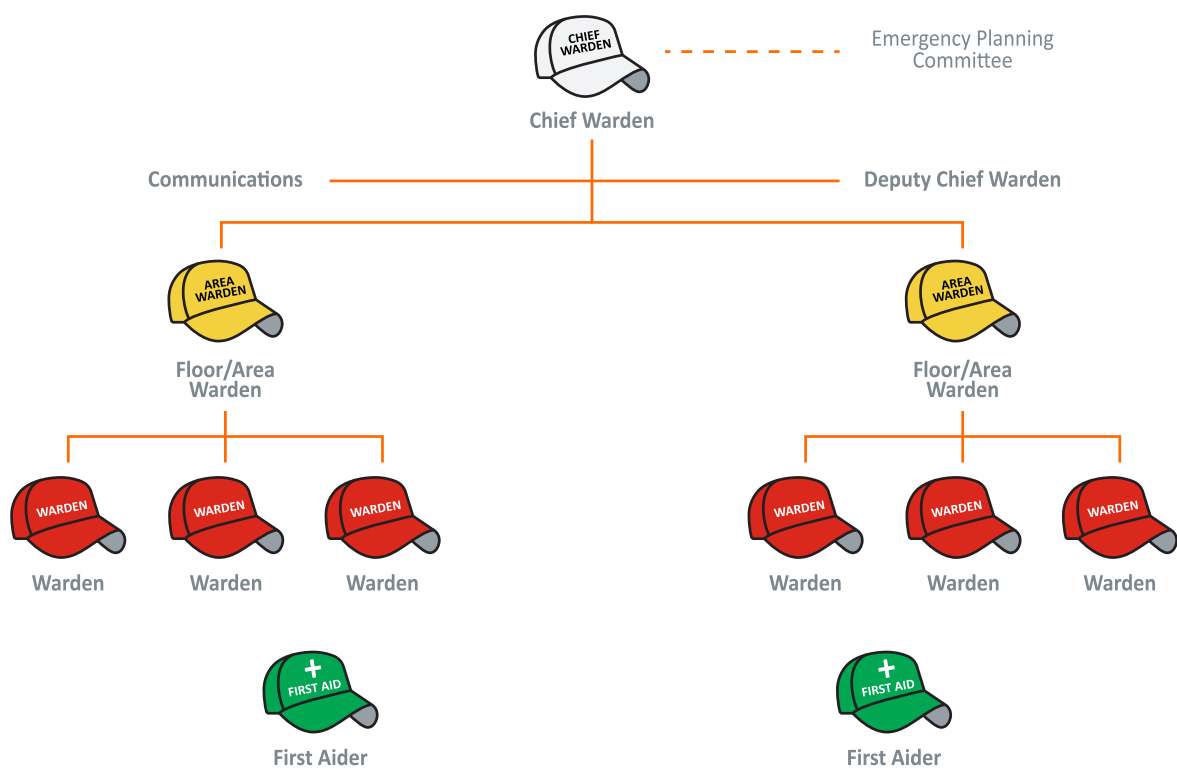 CHIEF
WARDEN
Emergency Planning
Committee
Chief Warden
Communications
Deputy Chief Warden
AREA
WARDEN
AREA
WARDEN
Floor/Area
Warden
Floor/Area
Warden
WARDEN
WARDEN
WARDEN
WARDEN
WARDEN
WARDEN
Warden
Warden
Warden
Warden
Warden
Warden
FIRST AID
FIRST AID
First Aider
First Aider